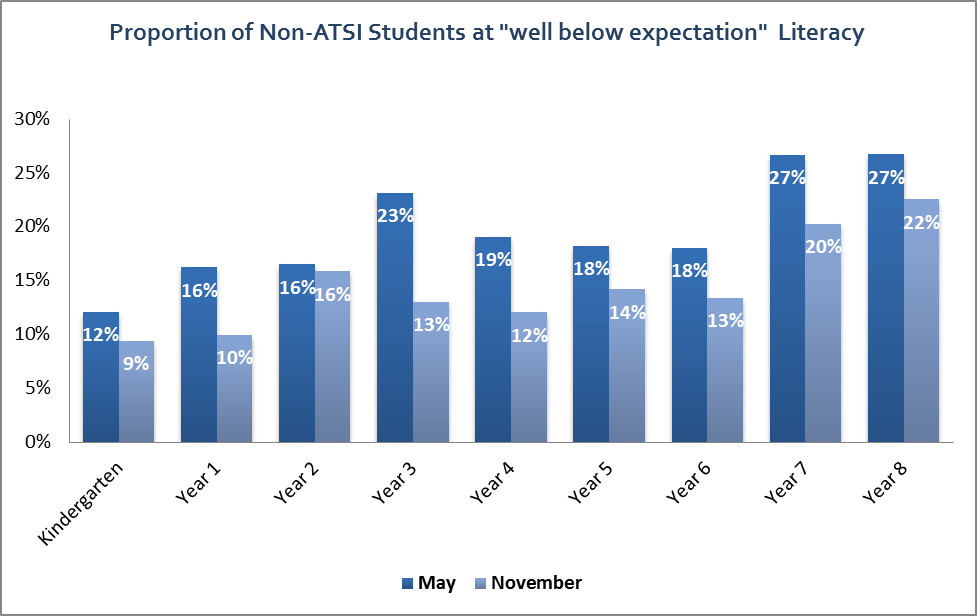 Proportion of Non-ATSI Students at "well below expectation"  Literacy
30%
25%
20%
15%
10%
5%
0%
12%
9%
16%
10%
16%
16%
23%
13%
19%
12%
18%
14%
18%
13%
27%
20%
27%
22%
Kindergarten
Year 1
Year 2
Year 3
Year 4
Year 5
Year 6
Year 7
Year 8
May
November